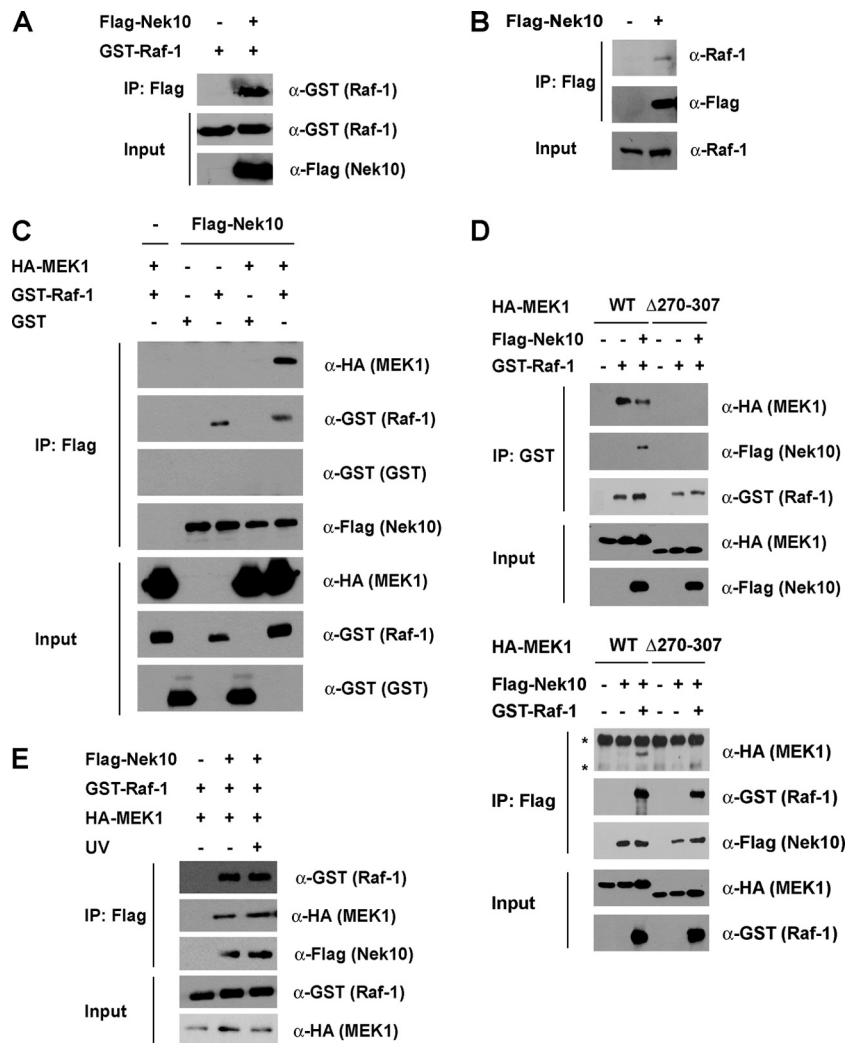 A
Flag-Nek10 - +
GST-Raf-1 + +
IP: Flag α-GST (Raf-1)
Input
α-GST (Raf-1)
α-Flag (Nek10)
B
Flag-Nek10 - +
IP: Flag
α-Raf-1
α-Flag
Input α-Raf-1
C
- Flag-Nek10
HA-MEK1 + - - + +
GST-Raf-1 + - + - +
GST - + - + -
IP: Flag
α-HA (MEK1)
α-GST (Raf-1)
α-GST (GST)
α-Flag (Nek10)
Input
α-HA (MEK1)
α-GST (Raf-1)
α-GST (GST)
D
HA-MEK1 WT Δ270-307
Flag-Nek10 - - + - - +
GST-Raf-1 - + + - + +
IP: GST
α-HA (MEK1)
α-Flag (Nek10)
α-GST (Raf-1)
Input
α-HA (MEK1)
α-Flag (Nek10)
HA-MEK1 WT Δ270-307
Flag-Nek10 - + + - + +
GST-Raf-1 - - + - - +
IP: Flag
*
α-HA (MEK1)
*
α-GST (Raf-1)
α-Flag (Nek10)
Input
α-HA (MEK1)
α-GST (Raf-1)
E
Flag-Nek10 - + +
GST-Raf-1 + + +
HA-MEK1 + + +
UV - - +
IP: Flag
α-GST (Raf-1)
α-HA (MEK1)
α-Flag (Nek10)
Input
α-GST (Raf-1)
α-HA (MEK1)